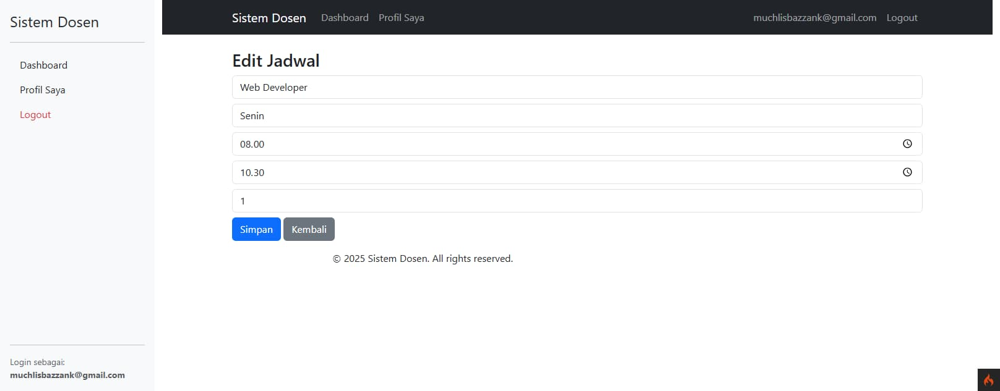 Sistem Dosen
Dashboard
Profil Saya
Logout
Login sebagai:
muchlisbazzank@gmail.com
Sistem Dosen Dashboard Profil Saya muchlisbazzank@gmail.com Logout
Edit Jadwal
Web Developer
Senin
08.00
10.30
1
Simpan Kembali
© 2025 Sistem Dosen. All rights reserved.